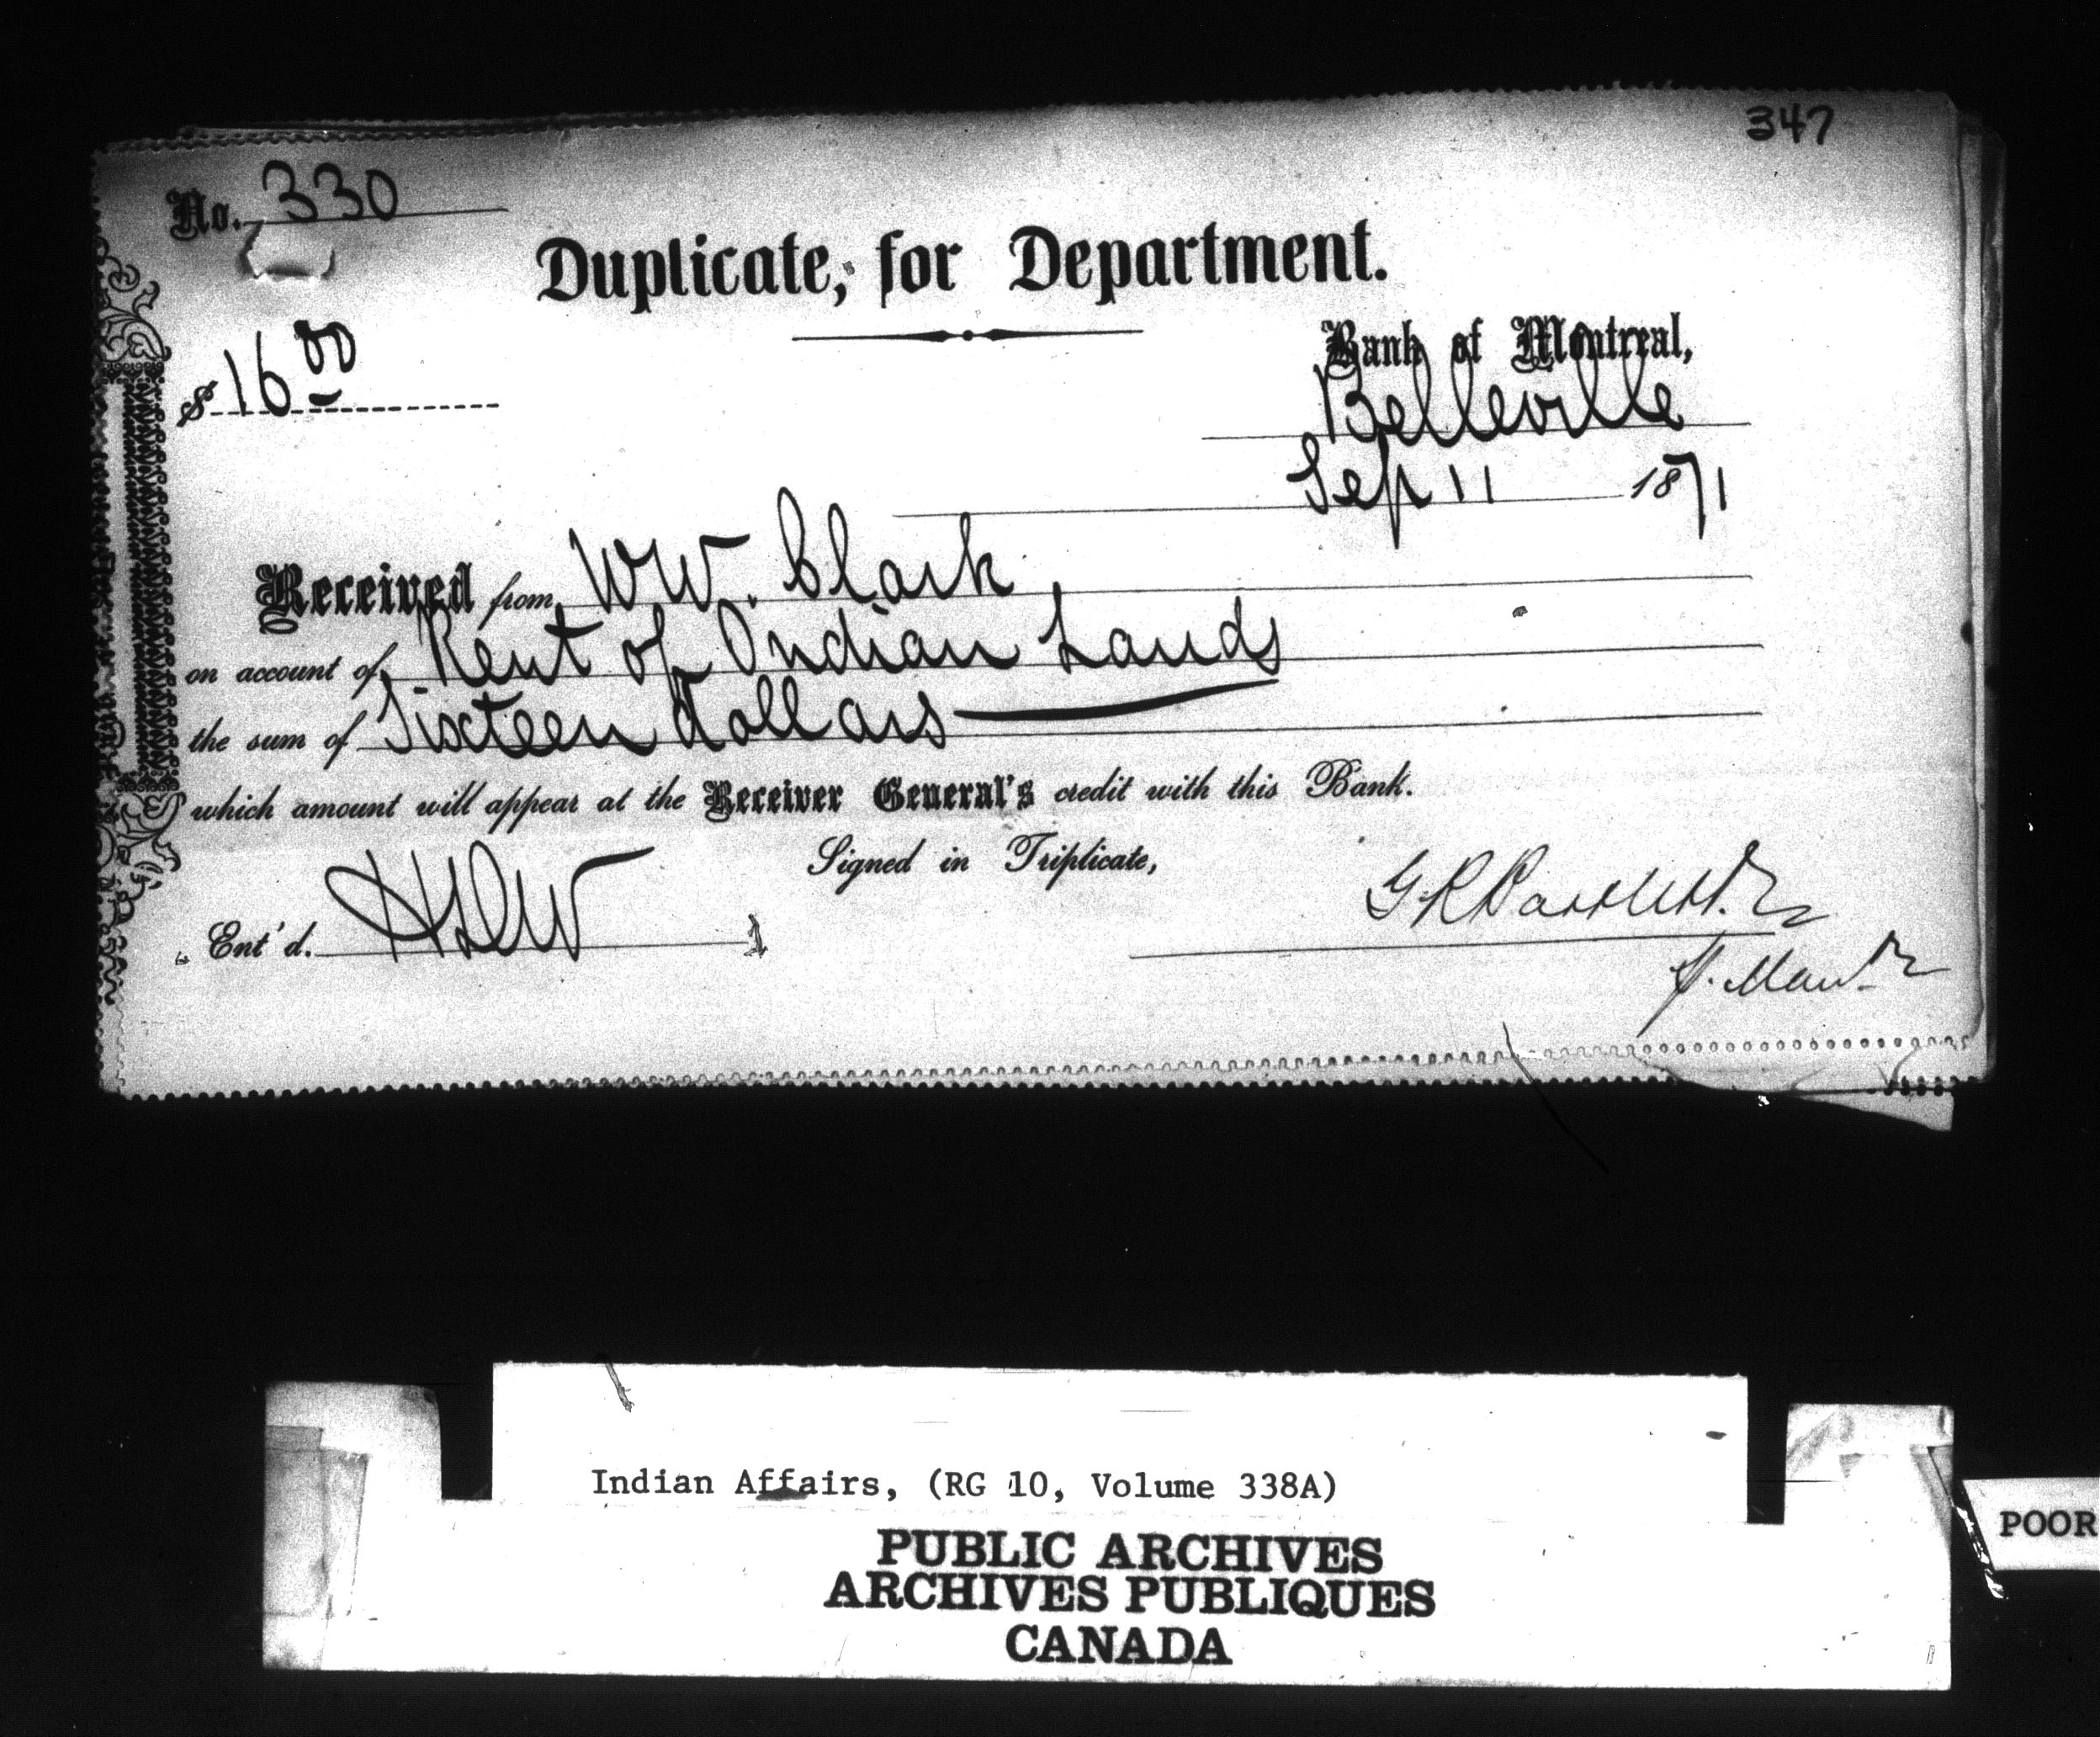 347
No. 330
Duplicate, for Department.
$ 16 00
Bank of Montreal,
Belleville
Sep 11 1871
Received from WW. Clark
on account of Rent of Indian Lands
the sum of Sixteen Dollars
which amount will appear at the Receiver General's credit with this Bank.
Signed in Triplicate,
Ent'd.
Indian Affairs, (RG 10, Volume 338A)
POOR
PUBLIC ARCHIVES
ARCHIVES PUBLIQUES
CANADA